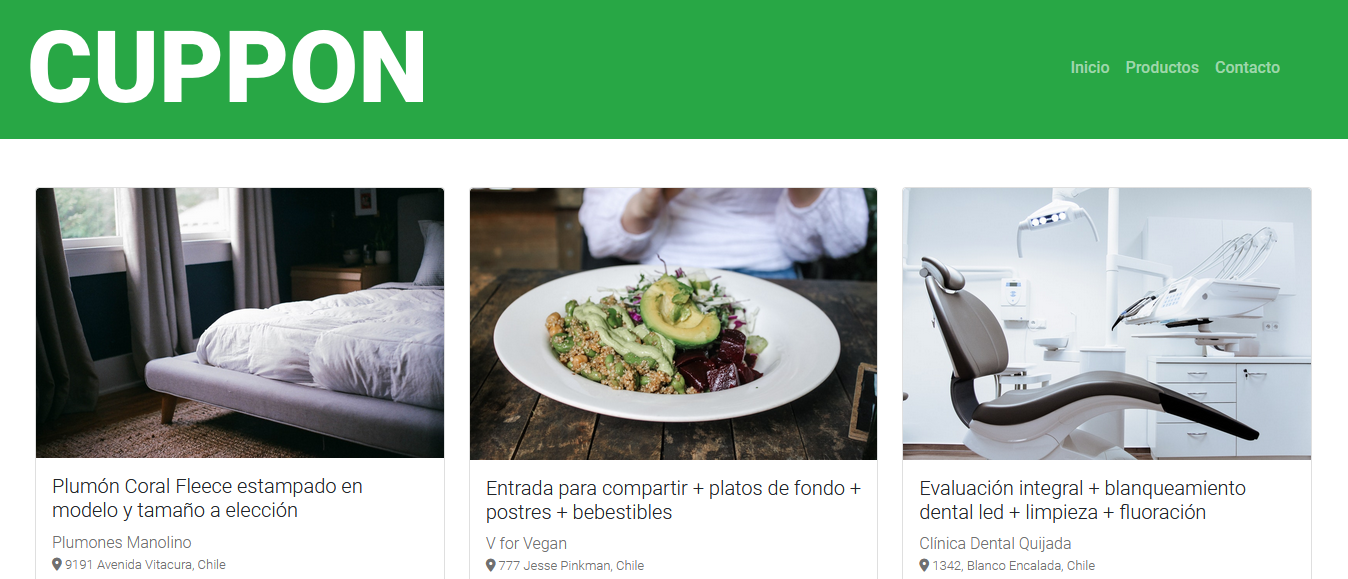 CUPPON
Inicio Productos Contacto
Plumón Coral Fleece estampado en
modelo y tamaño a elección
Plumones Manolino
9191 Avenida Vitacura, Chile
Entrada para compartir + platos de fondo +
postres + bebestibles
V for Vegan
777 Jesse Pinkman, Chile
Evaluación integral + blanqueamiento
dental led + limpieza + fluoración
Clínica Dental Quijada
1342, Blanco Encalada, Chile